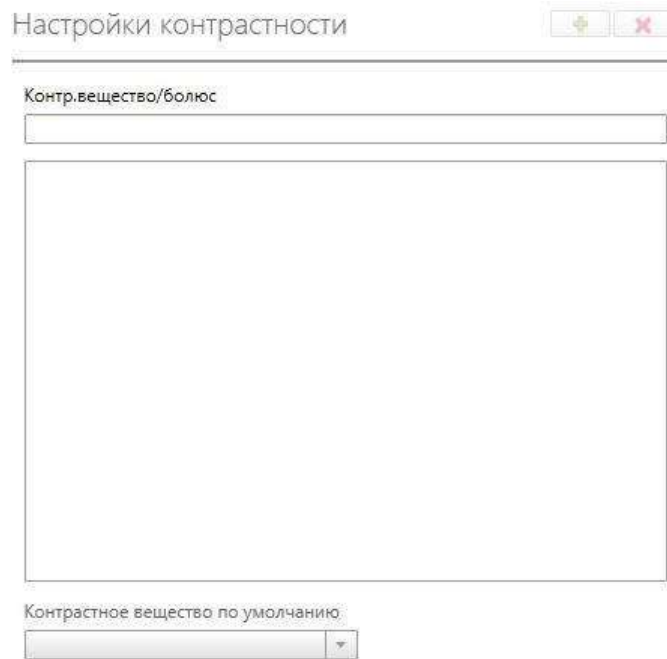 Настройки контрастности
Контр.вещество/болюс
Контрастное вещество по умолчанию